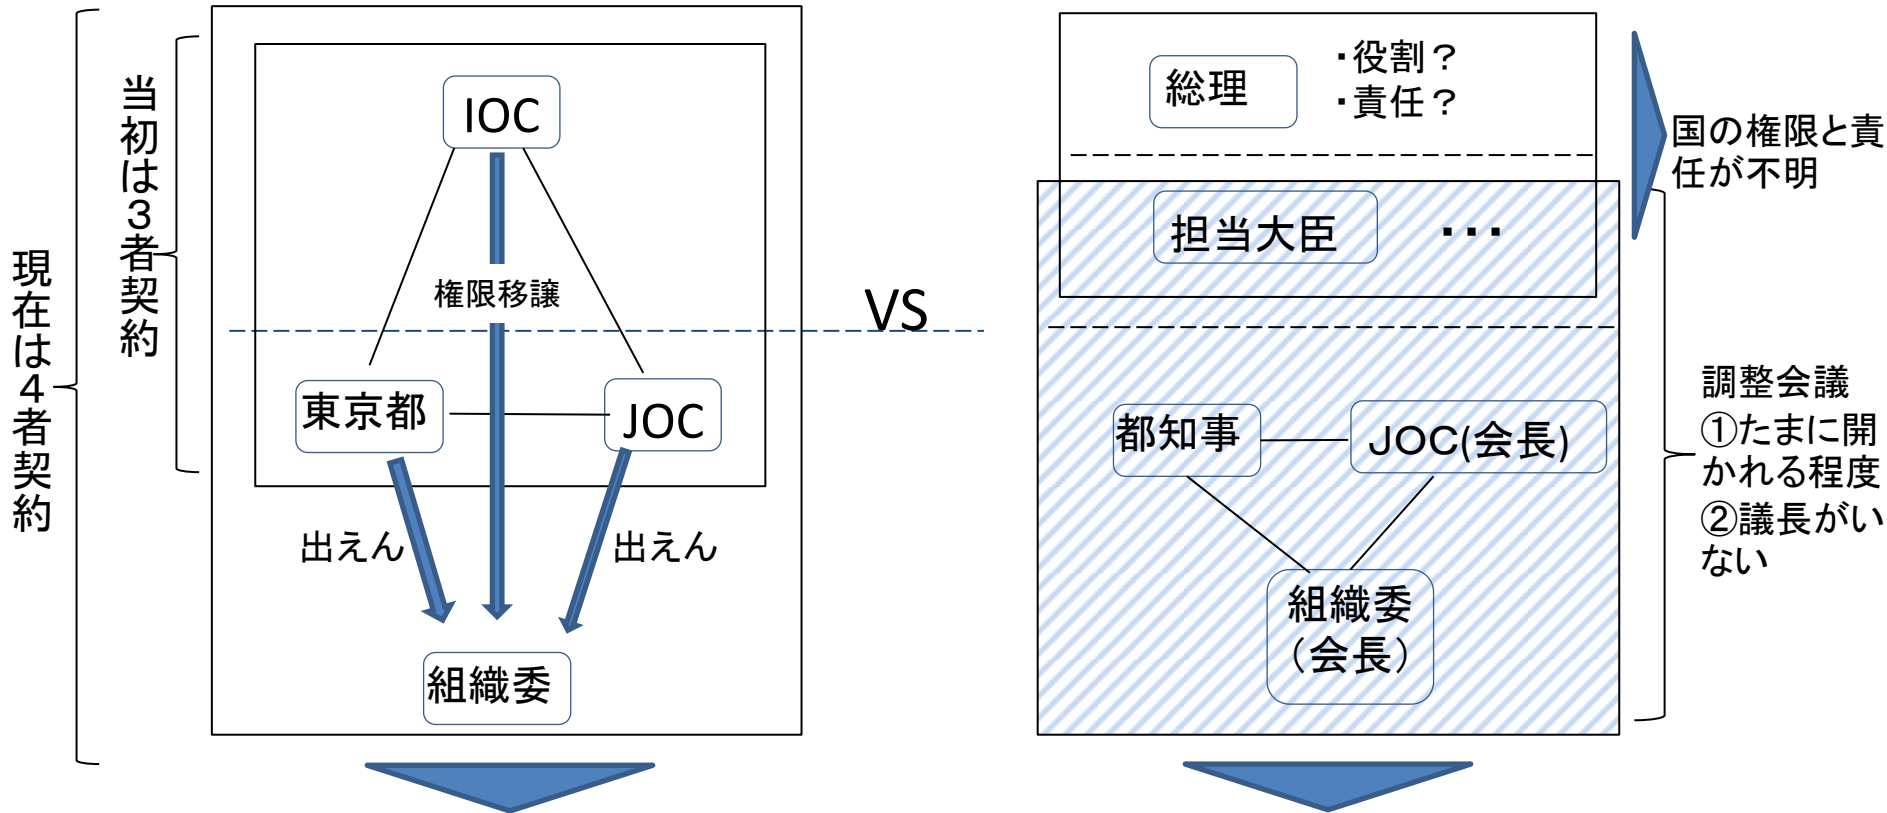 現在は４者契約
当初は３者契約
IOC
権限移譲
東京都
JOC
出えん
出えん
組織委
VS
総理
・役割？
・責任？
担当大臣
・・・
都知事
JOC(会長)
組織委
（会長）
国の権限と責
任が不明
調整会議
①たまに開
かれる程度
②議長がい
ない